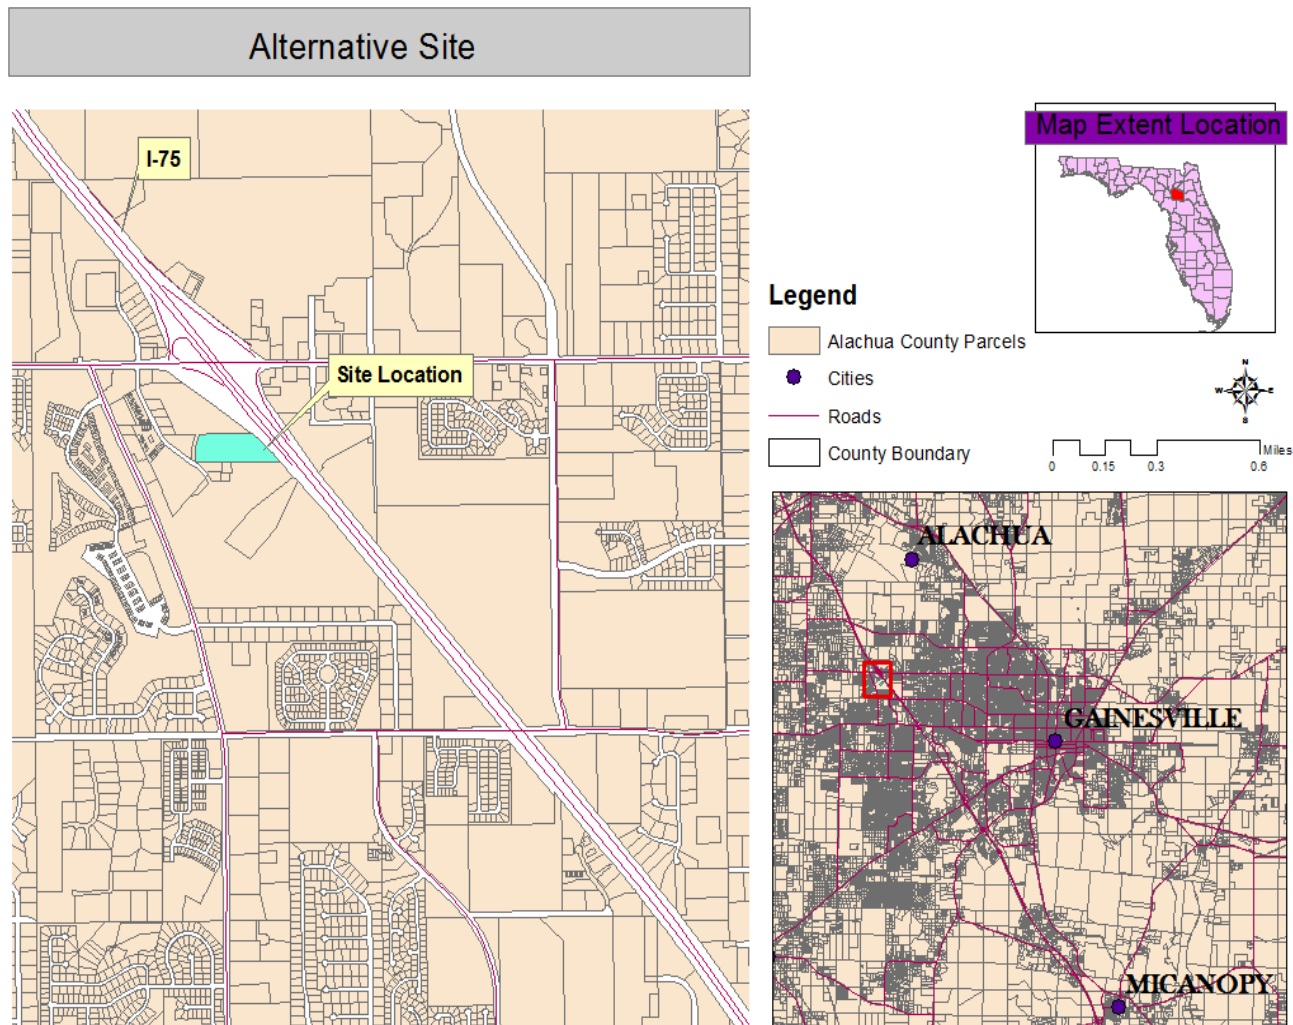 Alternative Site
I-75
Site Location
Map Extent Location
Legend
Alachua County Parcels
Cities
Roads
County Boundary
N
W E
S
Miles
0 0.15 0.3 0.6
ALACHUA
GAINESVILLE
MICANOPY